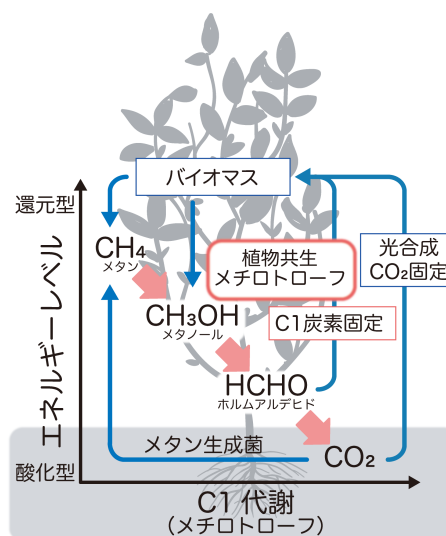 バイオマス
還元型
光合成
CO₂固定
植物共生
メチロトローフ
CH₄
メタン
CH₃OH
メタノール
C1炭素固定
HCHO
ホルムアルデヒド
エネルギーレベル
メタン生成菌
CO₂
酸化型
C1 代謝
(メチロトローフ)